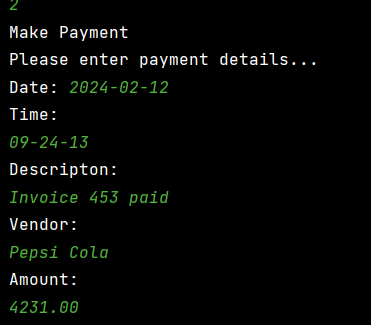 2
Make Payment
Please enter payment details...
Date: 2024-02-12
Time:
09-24-13
Descripton:
Invoice 453 paid
Vendor:
Pepsi Cola
Amount:
4231.00